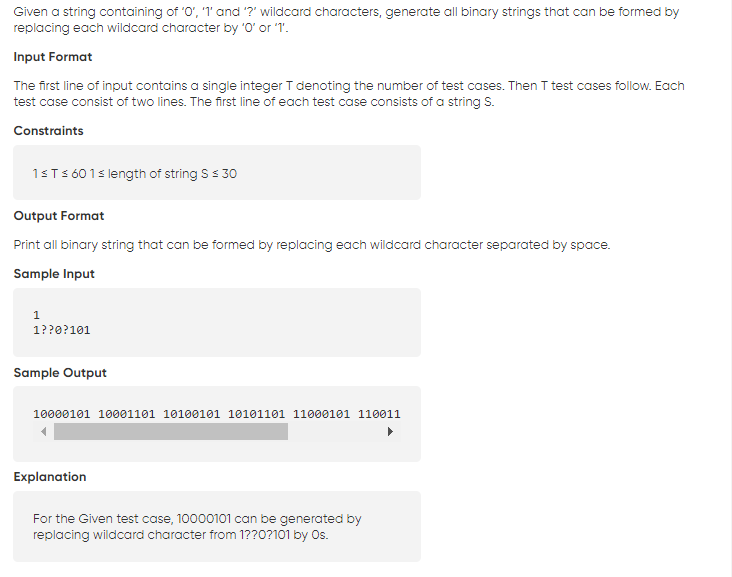 Given a string containing of '0', '1' and '?' wildcard characters, generate all binary strings that can be formed by
replacing each wildcard character by '0' or '1'.
Input Format
The first line of input contains a single integer T denoting the number of test cases. Then T test cases follow. Each
test case consist of two lines. The first line of each test case consists of a string S.
Constraints
1 ≤ T ≤ 60 1 ≤ length of string S ≤ 30
Output Format
Print all binary string that can be formed by replacing each wildcard character separated by space.
Sample Input
1
1??0?101
Sample Output
10000101 10001101 10100101 10101101 11000101 110011
Explanation
For the Given test case, 10000101 can be generated by
replacing wildcard character from 1??0?101 by 0s.